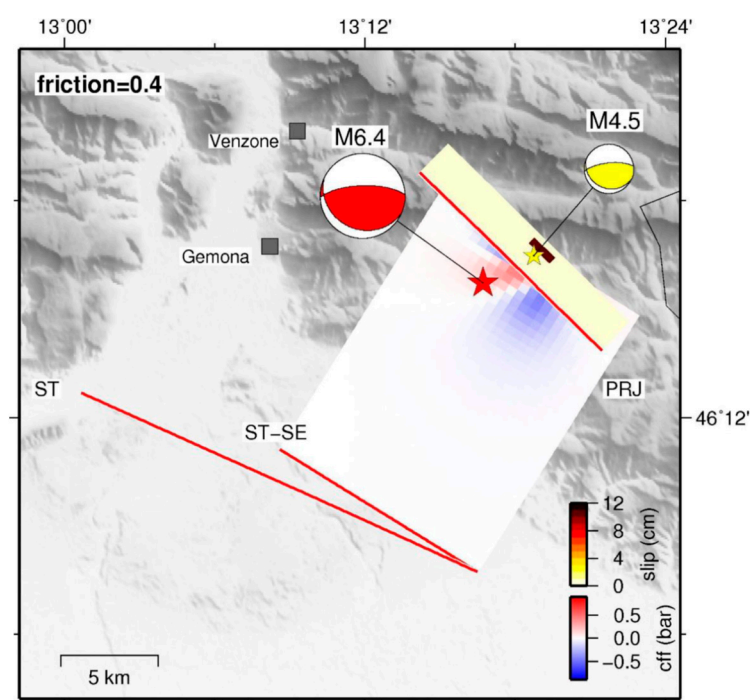 13°00' 13°12' 13°24'
friction=0.4
M4.5
M6.4
Venzone
Gemona
ST
PRJ
46°12'
ST−SE
12
8
4
0
slip (cm)
0.5
0.0
−0.5
cff (bar)
5 km